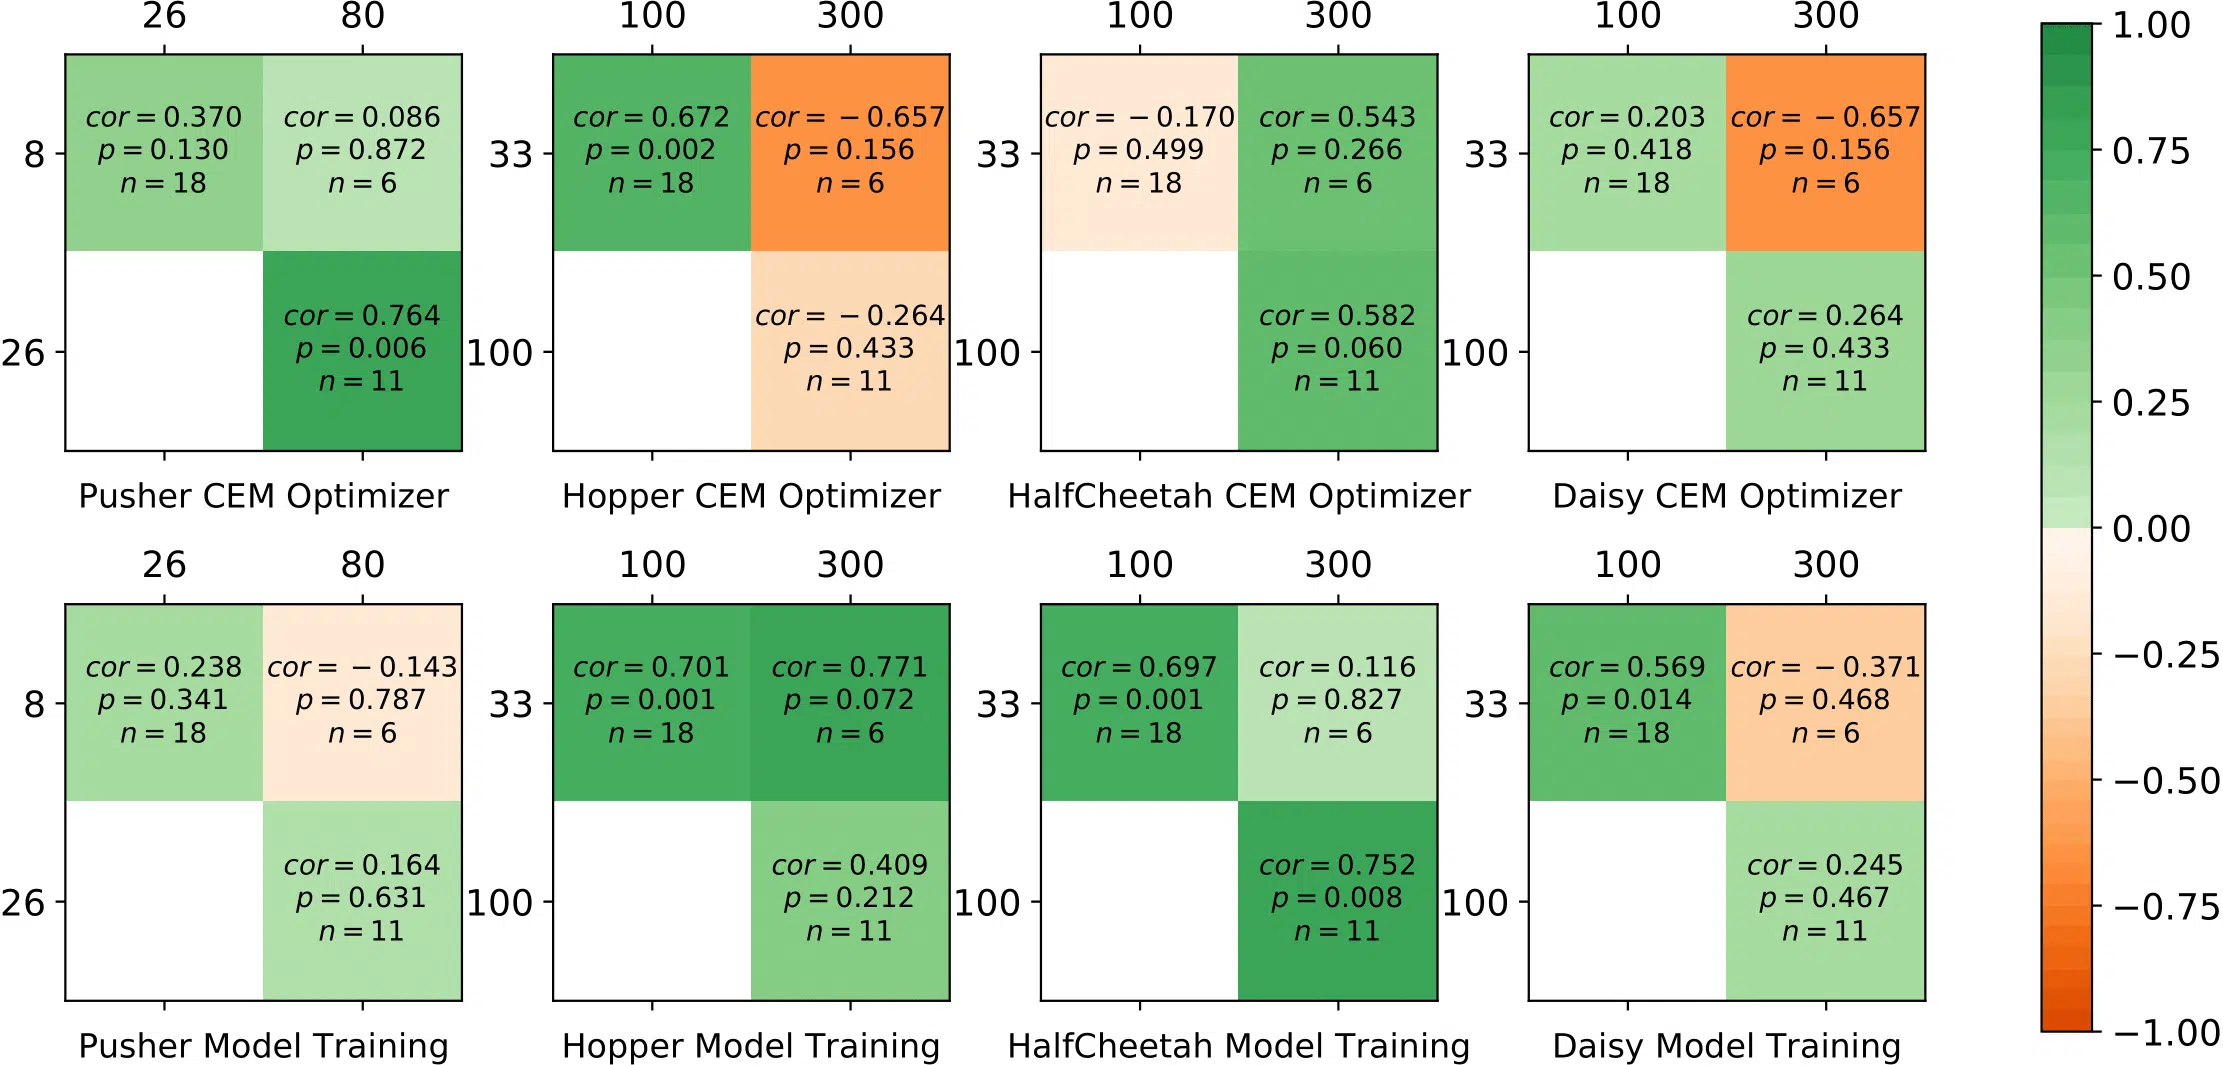 26 80 100 300 100 300 100 300 1.00
cor = 0.370 cor = 0.086 cor = 0.672 cor = −0.657 cor = −0.170 cor = 0.543 cor = 0.203 cor = −0.657
8 p = 0.130 p = 0.872 33 p = 0.002 p = 0.156 33 p = 0.499 p = 0.266 33 p = 0.418 p = 0.156 0.75
n = 18 n = 6 n = 18 n = 6 n = 18 n = 6 n = 18 n = 6
0.50
cor = 0.764 cor = −0.264 cor = 0.582 cor = 0.264
26 p = 0.006 100 p = 0.433 100 p = 0.060 100 p = 0.433
n = 11 n = 11 n = 11 n = 11
0.25
Pusher CEM Optimizer Hopper CEM Optimizer HalfCheetah CEM Optimizer Daisy CEM Optimizer
0.00
26 80 100 300 100 300 100 300
cor = 0.238 cor = −0.143 cor = 0.701 cor = 0.771 cor = 0.697 cor = 0.116 cor = 0.569 cor = −0.371 −0.25
8 p = 0.341 p = 0.787 33 p = 0.001 p = 0.072 33 p = 0.001 p = 0.827 33 p = 0.014 p = 0.468
n = 18 n = 6 n = 18 n = 6 n = 18 n = 6 n = 18 n = 6
−0.50
cor = 0.164 cor = 0.409 cor = 0.752 cor = 0.245
26 p = 0.631 100 p = 0.212 100 p = 0.008 100 p = 0.467 −0.75
n = 11 n = 11 n = 11 n = 11
Pusher Model Training Hopper Model Training HalfCheetah Model Training Daisy Model Training −1.00